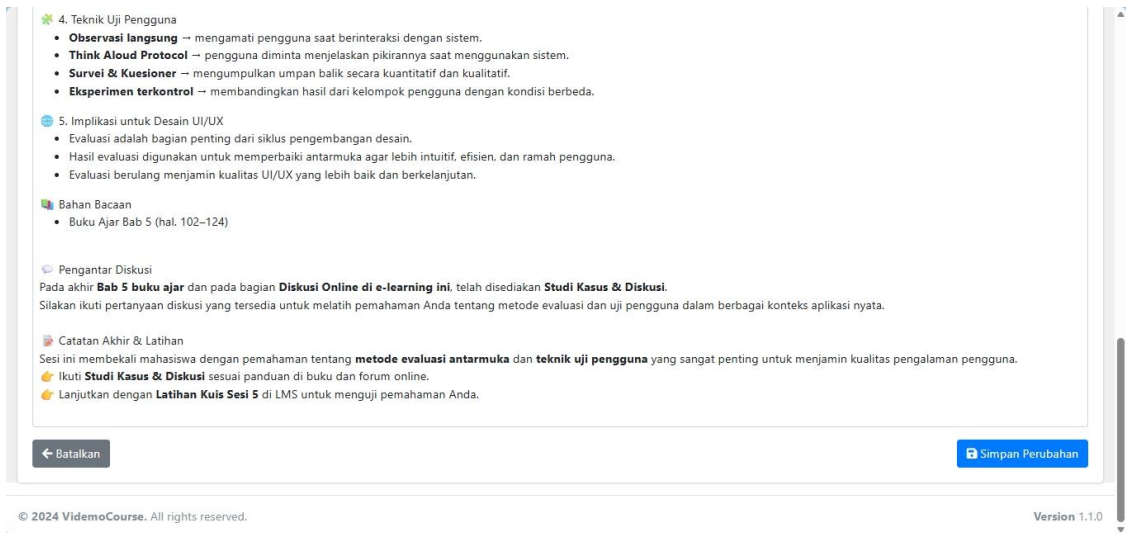 4. Teknik Uji Pengguna
• Observasi langsung → mengamati pengguna saat berinteraksi dengan sistem.
• Think Aloud Protocol → pengguna diminta menjelaskan pikirannya saat menggunakan sistem.
• Survei & Kuesioner → mengumpulkan umpan balik secara kuantitatif dan kualitatif.
• Eksperimen terkontrol → membandingkan hasil dari kelompok pengguna dengan kondisi berbeda.
5. Implikasi untuk Desain UI/UX
• Evaluasi adalah bagian penting dari siklus pengembangan desain.
• Hasil evaluasi digunakan untuk memperbaiki antarmuka agar lebih intuitif, efisien, dan ramah pengguna.
• Evaluasi berulang menjamin kualitas UI/UX yang lebih baik dan berkelanjutan.
Bahan Bacaan
• Buku Ajar Bab 5 (hal. 102–124)
Pengantar Diskusi
Pada akhir Bab 5 buku ajar dan pada bagian Diskusi Online di e-learning ini, telah disediakan Studi Kasus & Diskusi.
Silakan ikuti pertanyaan diskusi yang tersedia untuk melatih pemahaman Anda tentang metode evaluasi dan uji pengguna dalam berbagai konteks aplikasi nyata.
Catatan Akhir & Latihan
Sesi ini membekali mahasiswa dengan pemahaman tentang metode evaluasi antarmuka dan teknik uji pengguna yang sangat penting untuk menjamin kualitas pengalaman pengguna.
👉 Ikuti Studi Kasus & Diskusi sesuai panduan di buku dan forum online.
👉 Lanjutkan dengan Latihan Kuis Sesi 5 di LMS untuk menguji pemahaman Anda.
← Batalkan
Simpan Perubahan
© 2024 VidemoCourse. All rights reserved.
Version 1.1.0